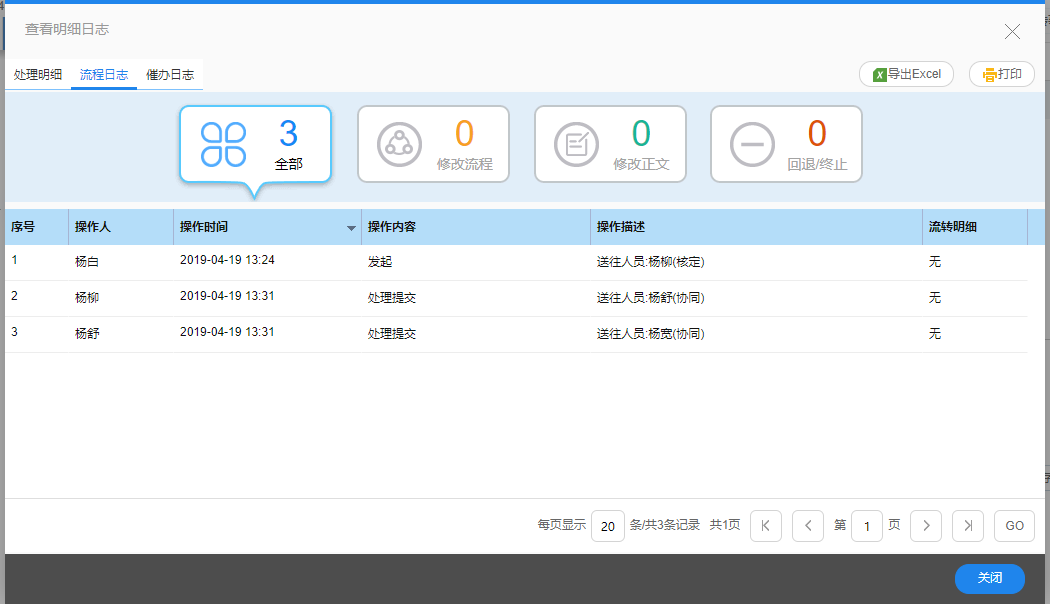 查看明细日志
处理明细 流程日志 催办日志 导出Excel 打印
3 0 0 0
全部 修改流程 修改正文 回退/终止
序号 操作人 操作时间 操作内容 操作描述 流转明细
1 杨白 2019-04-19 13:24 发起 送往人员:杨柳(核定) 无
2 杨柳 2019-04-19 13:31 处理提交 送往人员:杨舒(协同) 无
3 杨舒 2019-04-19 13:31 处理提交 送往人员:杨宽(协同) 无
每页显示 20 条/共3条记录 共1页 第 1 页 GO
关闭